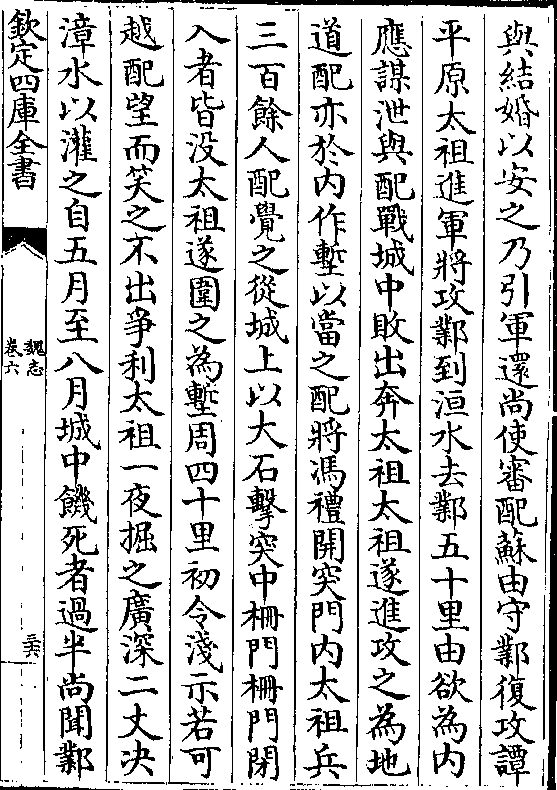 與結婚以安之乃引軍還尚使審配蘇由守鄴復攻譚
平原太祖進軍將攻鄴到洹水去鄴五十里由欲為内
應謀泄與配戰城中敗出奔太祖太祖遂進攻之為地
道配亦於内作塹以當之配將馮禮開突門内太祖兵
三百餘人配覺之從城上以大石擊突中柵門柵門閉
入者皆没太祖遂圍之為塹周四十里初令淺示若可
越配望而笑之不出爭利太祖一夜掘之廣深二丈决
漳水以灌之自五月至八月城中饑死者過半尚聞鄴
欽定四庫全書
魏志
卷六
三六